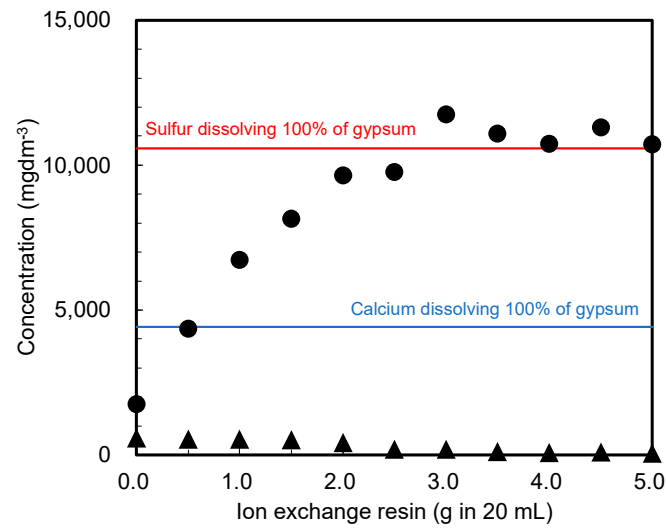 15,000
Sulfur dissolving 100% of gypsum
10,000
Concentration (mgdm-3)
Calcium dissolving 100% of gypsum
5,000
0
0.0 1.0 2.0 3.0 4.0 5.0
Ion exchange resin (g in 20 mL)